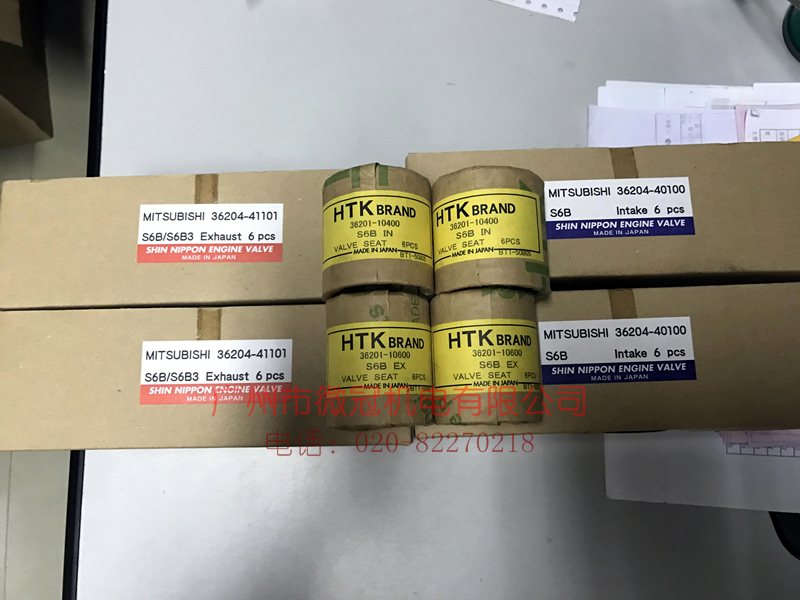 MITSUBISHI 36204-41101
S6B/S6B3 Exhaust 6 pcs
SHIN NIPPON ENGINE VALVE
MADE IN JAPAN
HTK BRAND
36201-10400
S6B IN
VALVE SEAT 6PCS
MADE IN JAPAN BT1-5080S
HTK BRAND
36201-10400
S6B IN
VALVE SEAT 6PCS
MADE IN JAPAN BT1-5080S
MITSUBISHI 36204-40100
S6B Intake 6 pcs
SHIN NIPPON ENGINE VALVE
MADE IN JAPAN
MITSUBISHI 36204-41101
S6B/S6B3 Exhaust 6 pcs
SHIN NIPPON ENGINE VALVE
MADE IN JAPAN
HTK BRAND
36201-10600
S6B EX
VALVE SEAT 6PCS
MADE IN JAPAN
HTK BRAND
36201-10600
S6B EX
VALVE SEAT 6PCS
MADE IN JAPAN
MITSUBISHI 36204-40100
S6B Intake 6 pcs
SHIN NIPPON ENGINE VALVE
MADE IN JAPAN
广州市微冠机电有限公司
电话：020-82270218